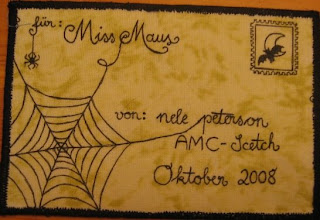 für: Miss Maus
von: nele peterson
AMC-Scetch
Oktober 2008